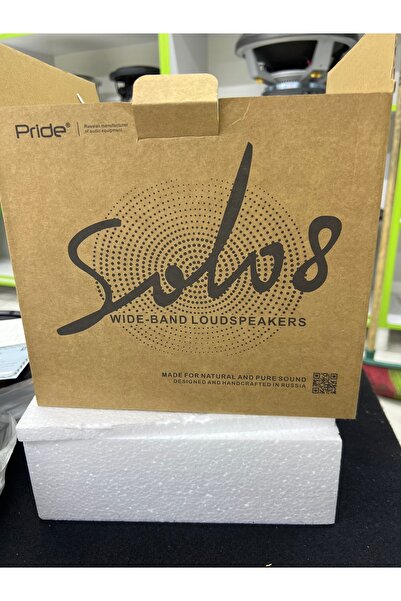 Pride®
Russian manufacturer
of audio equipment
Solo8
WIDE-BAND LOUDSPEAKERS
MADE FOR NATURAL AND PURE SOUND
DESIGNED AND HANDCRAFTED IN RUSSIA